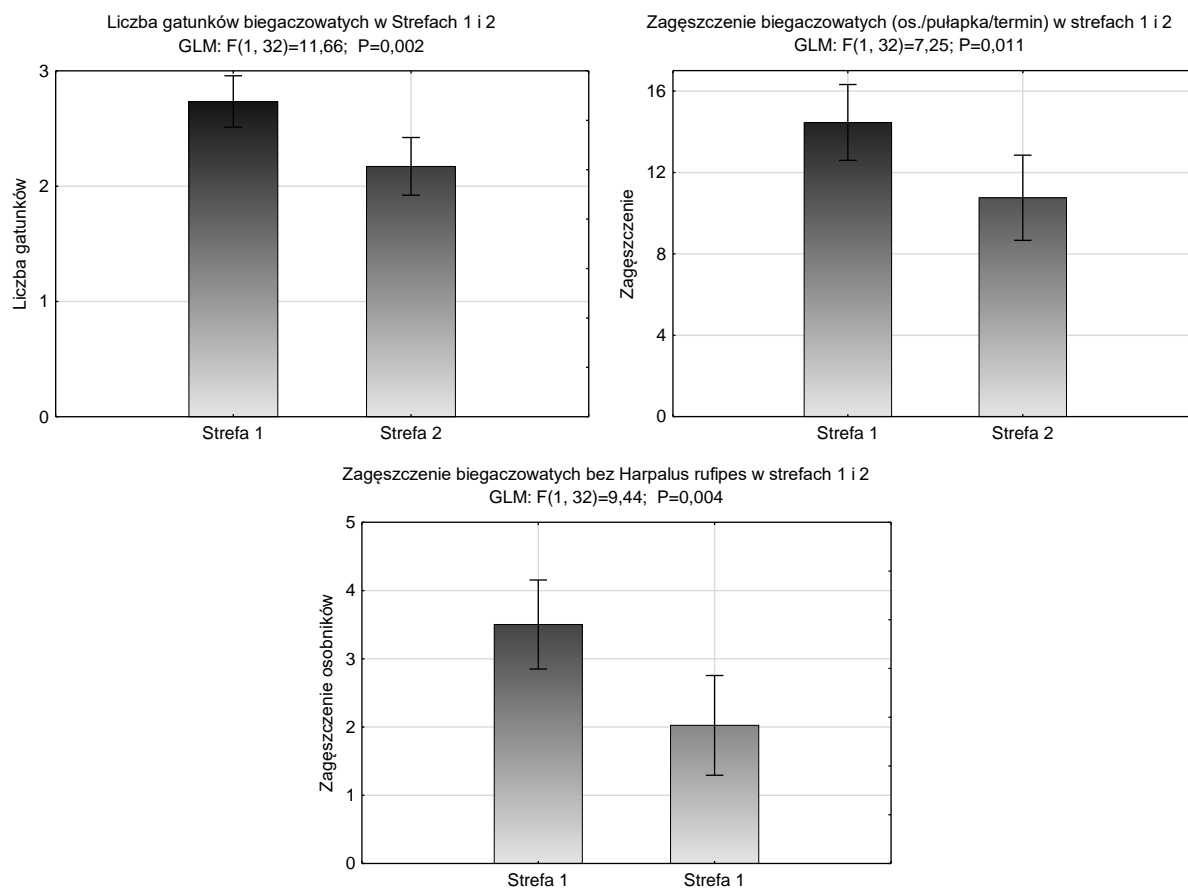 Liczba gatunków biegaczowatych w Strefach 1 i 2
GLM: F(1, 32)=11,66;  P=0,002
3
2
1
0
Liczba gatunków
Strefa 1
Strefa 2
Zagęszczenie biegaczowatych (os./pułapka/termin) w strefach 1 i 2
GLM: F(1, 32)=7,25; P=0,011
16
12
8
4
0
Zagęszczenie
Strefa 1
Strefa 2
Zagęszczenie biegaczowatych bez Harpalus rufipes w strefach 1 i 2
GLM: F(1, 32)=9,44;  P=0,004
5
4
3
2
1
0
Zagęszczenie osobników
Strefa 1
Strefa 1